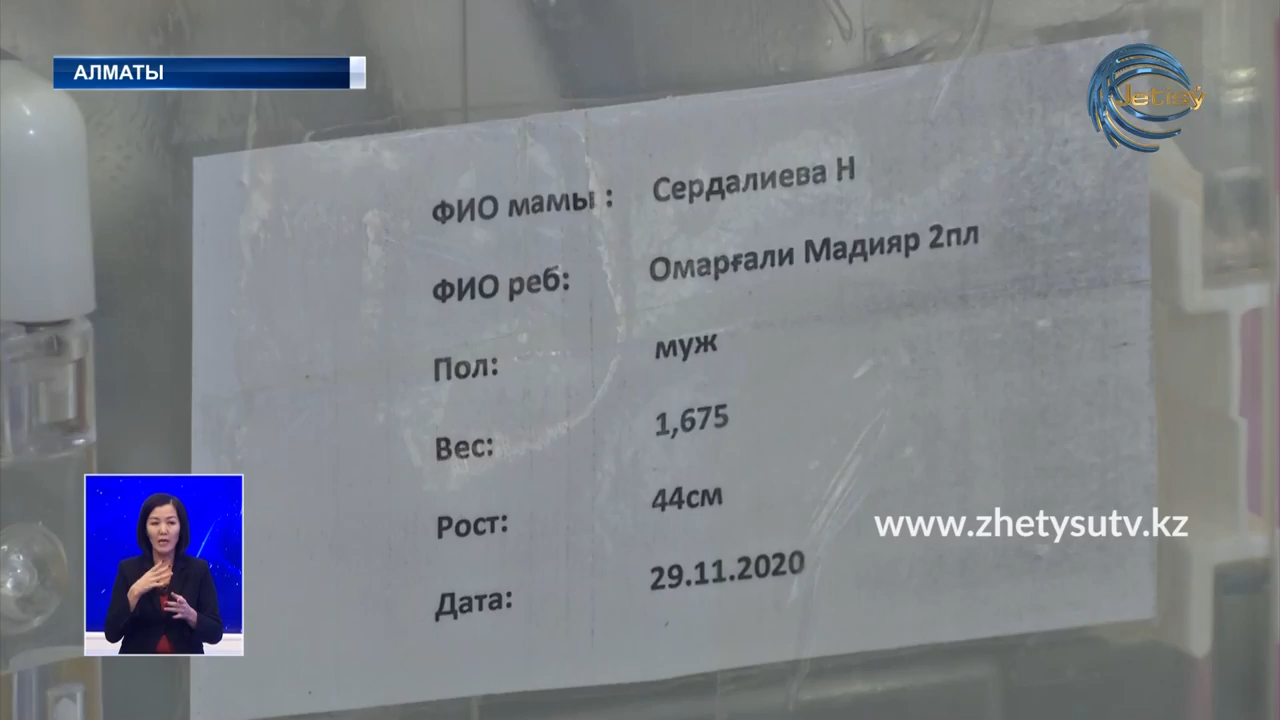 АЛМАТЫ
Jetisý
ФИО мамы : Сердалиева Н
ФИО реб: Омарғали Мадияр 2пл
Пол: муж
Вес: 1,675
Рост: 44см
Дата: 29.11.2020
www.zhetysutv.kz